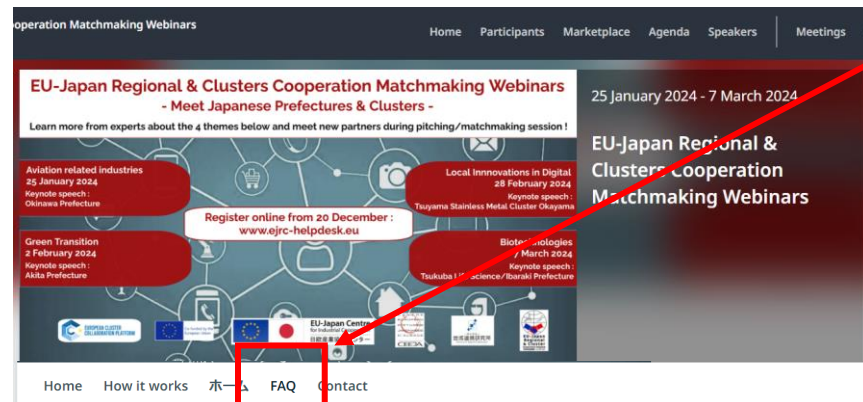 operation Matchmaking Webinars
Home Participants Marketplace Agenda Speakers Meetings
EU-Japan Regional & Clusters Cooperation Matchmaking Webinars
- Meet Japanese Prefectures & Clusters -
Learn more from experts about the 4 themes below and meet new partners during pitching/matchmaking session !
Aviation related industries
25 January 2024
Keynote speech :
Okinawa Prefecture
Local Innnovations in Digital
28 February 2024
Keynote speech :
Tsuyama Stainless Metal Cluster Okayama
Register online from 20 December :
www.ejrc-helpdesk.eu
Green Transition
2 February 2024
Keynote speech :
Akita Prefecture
Biotechnologies
7 March 2024
Keynote speech :
Tsukuba Life Science/Ibaraki Prefecture
EUROPEAN CLUSTER
COLLABORATION PLATFORM
EU-Japan Centre
for Industrial Cooperation
25 January 2024 - 7 March 2024
EU-Japan Regional &
Clusters Cooperation
Matchmaking Webinars
Home How it works ホーム FAQ Contact